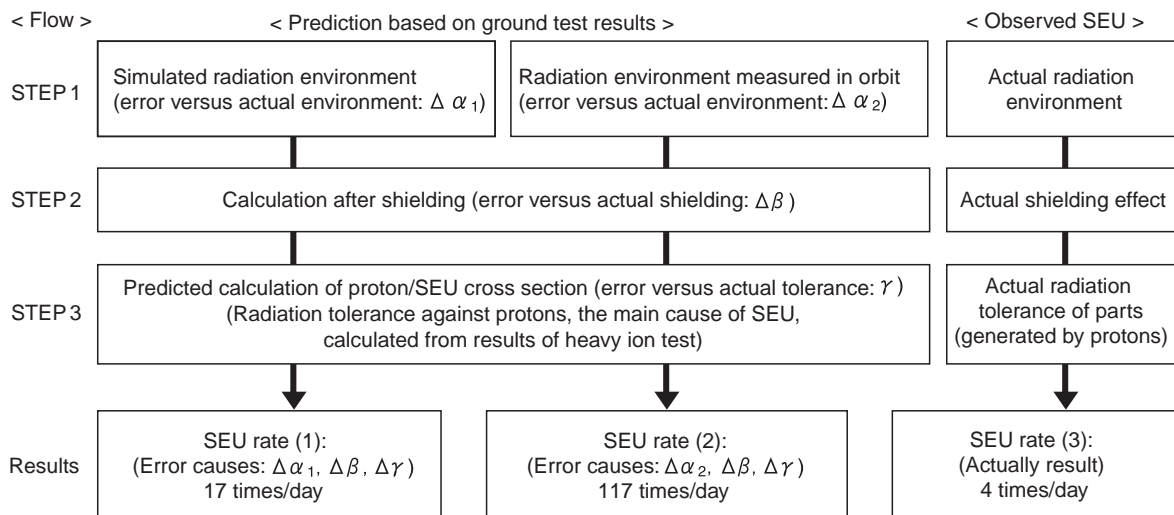 < Flow >
< Prediction based on ground test results >
< Observed SEU >
STEP 1
Simulated radiation environment
(error versus actual environment: Δ α₁)
Radiation environment measured in orbit
(error versus actual environment: Δ α₂)
Actual radiation
environment
STEP 2
Calculation after shielding (error versus actual shielding: Δβ)
Actual shielding effect
STEP 3
Predicted calculation of proton/SEU cross section (error versus actual tolerance: γ)
(Radiation tolerance against protons, the main cause of SEU,
calculated from results of heavy ion test)
Actual radiation
tolerance of parts
(generated by protons)
Results
SEU rate (1):
(Error causes: Δα₁, Δβ, Δγ)
17 times/day
SEU rate (2):
(Error causes: Δα₂, Δβ, Δγ)
117 times/day
SEU rate (3):
(Actually result)
4 times/day